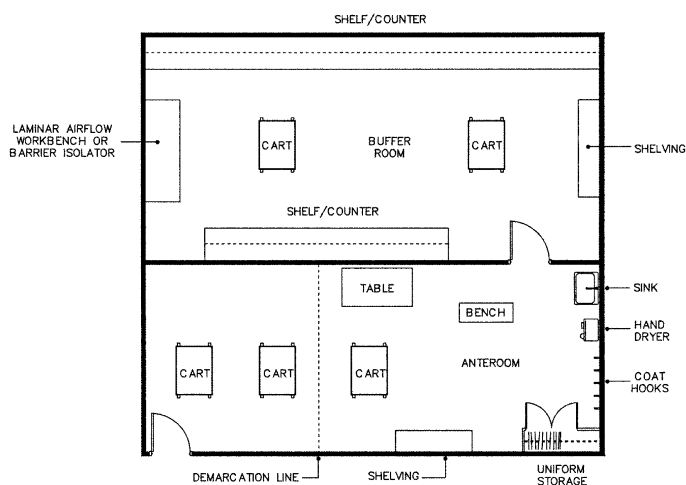 SHELF/COUNTER
LAMINAR AIRFLOW
WORKBENCH OR
BARRIER ISOLATOR
CART
BUFFER
ROOM
CART
SHELVING
SHELF/COUNTER
TABLE
SINK
BENCH
HAND
DRYER
CART
CART
CART
ANTEROOM
COAT
HOOKS
DEMARCATION LINE
SHELVING
UNIFORM
STORAGE